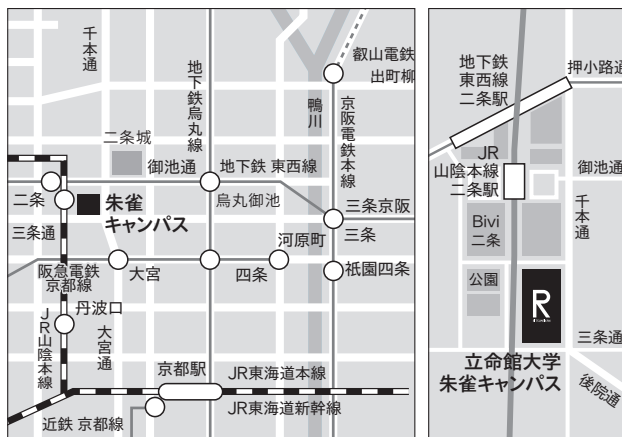 千本通
地下鉄烏丸線
叡山電鉄
出町柳
鴨川
京阪電鉄本線
二条城
御池通
地下鉄 東西線
二条
朱雀
キャンパス
烏丸御池
三条京阪
三条
三条通
河原町
阪急電鉄
京都線
大宮
四条
祇園四条
丹波口
JR山陰本線
大宮通
京都駅
JR東海道本線
JR東海道新幹線
近鉄 京都線
地下鉄
東西線
二条駅
押小路通
JR
山陰本線
二条駅
御池通
千本通
Bivi
二条
公園
R
三条通
立命館大学
朱雀キャンパス
後院通